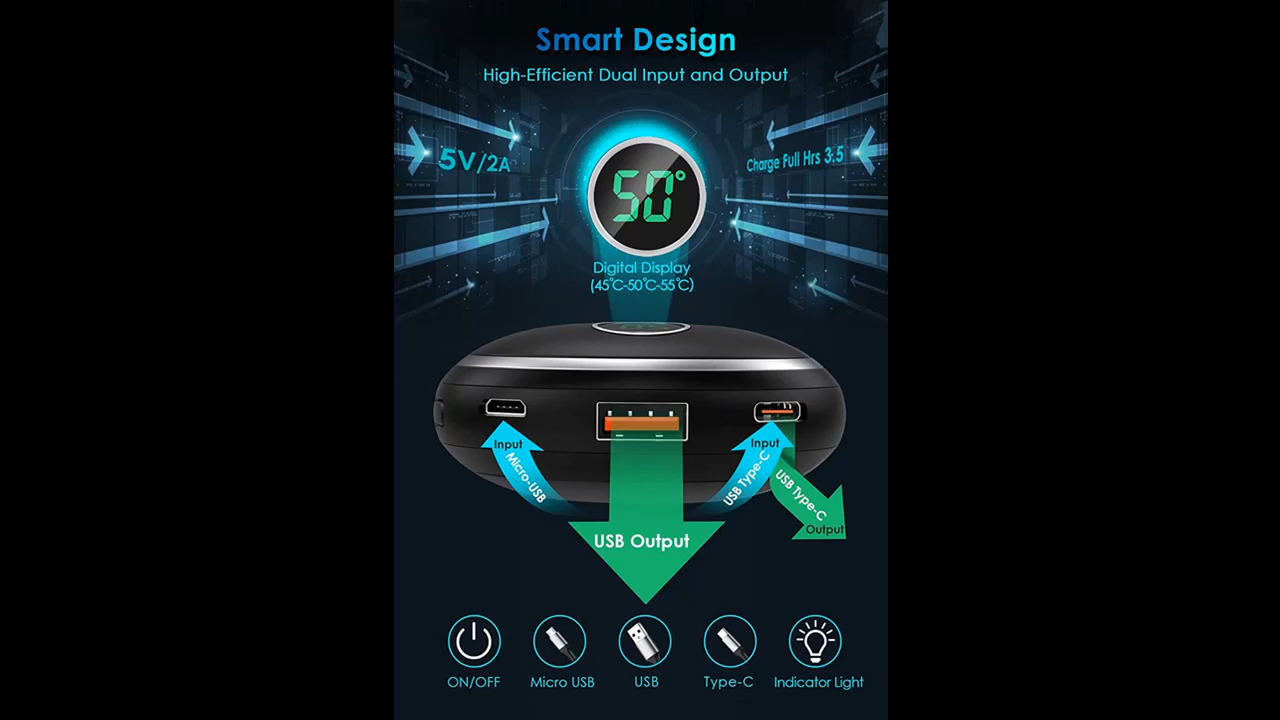 Smart Design
High-Efficient Dual Input and Output
5V/2A
Charge Full Hrs 3.5
50°
Digital Display
(45°C-50°C-55°C)
Input
Micro-USB
Input
USB Type-C
USB Type-C
Output
USB Output
ON/OFF
Micro USB
USB
Type-C
Indicator Light